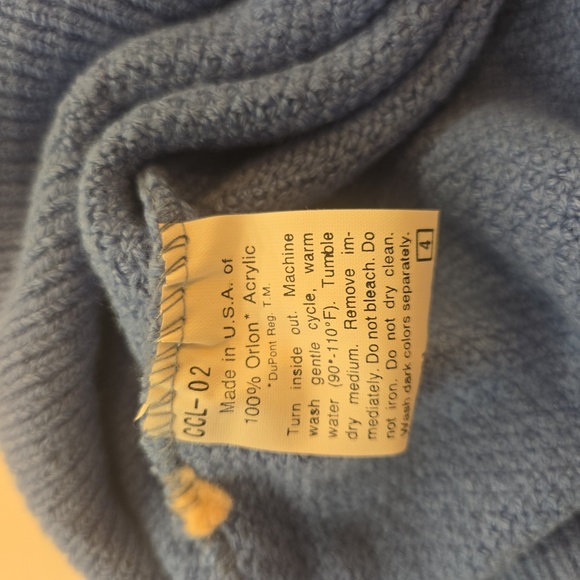 CCL-02
Made in U.S.A. of
100% Orlon* Acrylic
*DuPont Reg. T.M.
Turn inside out. Machine
wash gentle cycle, warm
water (90°-110°F). Tumble
dry medium. Remove im-
mediately. Do not bleach. Do
not iron. Do not dry clean.
Wash dark colors separately.
4